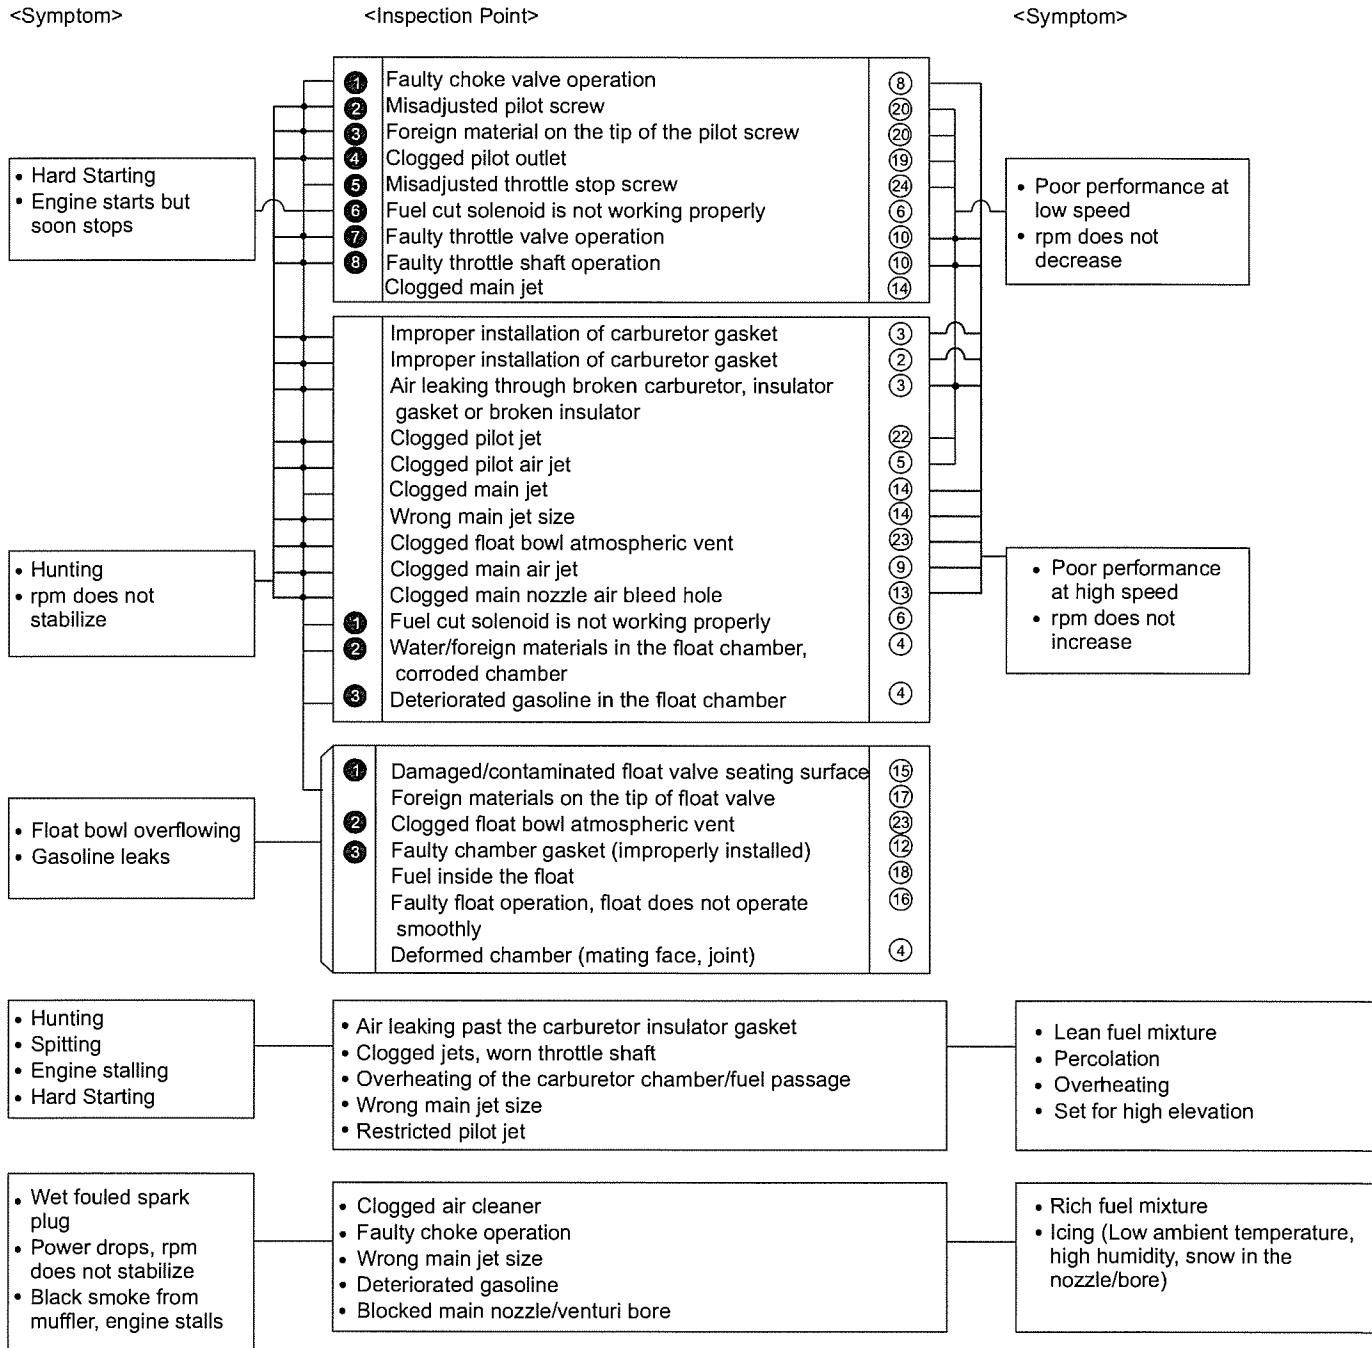 <Symptom> <Inspection Point> <Symptom>
• Hard Starting
• Engine starts but
soon stops
1 Faulty choke valve operation 8
2 Misadjusted pilot screw 20
3 Foreign material on the tip of the pilot screw 20
4 Clogged pilot outlet 19
5 Misadjusted throttle stop screw 24
6 Fuel cut solenoid is not working properly 6
7 Faulty throttle valve operation 10
8 Faulty throttle shaft operation 10
Clogged main jet 14
• Poor performance at
low speed
• rpm does not
decrease
• Hunting
• rpm does not
stabilize
Improper installation of carburetor gasket 3
Improper installation of carburetor gasket 2
Air leaking through broken carburetor, insulator 3
gasket or broken insulator
Clogged pilot jet 22
Clogged pilot air jet 5
Clogged main jet 14
Wrong main jet size 14
Clogged float bowl atmospheric vent 23
Clogged main air jet 9
Clogged main nozzle air bleed hole 13
1 Fuel cut solenoid is not working properly 6
2 Water/foreign materials in the float chamber, 4
corroded chamber
3 Deteriorated gasoline in the float chamber 4
• Poor performance
at high speed
• rpm does not
increase
• Float bowl overflowing
• Gasoline leaks
1 Damaged/contaminated float valve seating surface 15
Foreign materials on the tip of float valve 17
2 Clogged float bowl atmospheric vent 23
3 Faulty chamber gasket (improperly installed) 12
Fuel inside the float 18
Faulty float operation, float does not operate 16
smoothly
Deformed chamber (mating face, joint) 4
• Hunting
• Spitting
• Engine stalling
• Hard Starting
• Air leaking past the carburetor insulator gasket
• Clogged jets, worn throttle shaft
• Overheating of the carburetor chamber/fuel passage
• Wrong main jet size
• Restricted pilot jet
• Lean fuel mixture
• Percolation
• Overheating
• Set for high elevation
• Wet fouled spark
plug
• Power drops, rpm
does not stabilize
• Black smoke from
muffler, engine stalls
• Clogged air cleaner
• Faulty choke operation
• Wrong main jet size
• Deteriorated gasoline
• Blocked main nozzle/venturi bore
• Rich fuel mixture
• Icing (Low ambient temperature,
high humidity, snow in the
nozzle/bore)